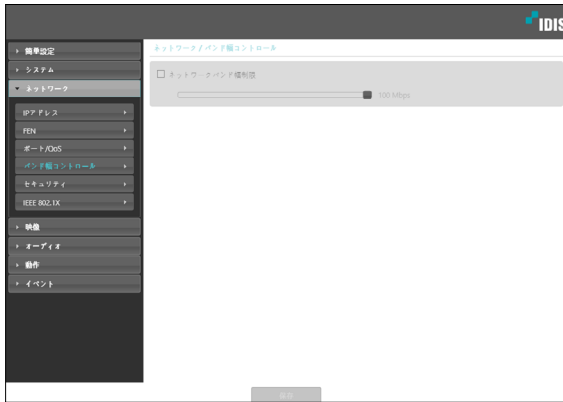 IDIS
簡単設定
システム
ネットワーク
IPアドレス
FEN
ポート/QoS
バンド幅コントロール
セキュリティ
IEEE 802.1X
映像
オーディオ
動作
イベント
ネットワーク / バンド幅コントロール
ネットワークバンド幅制限
100 Mbps